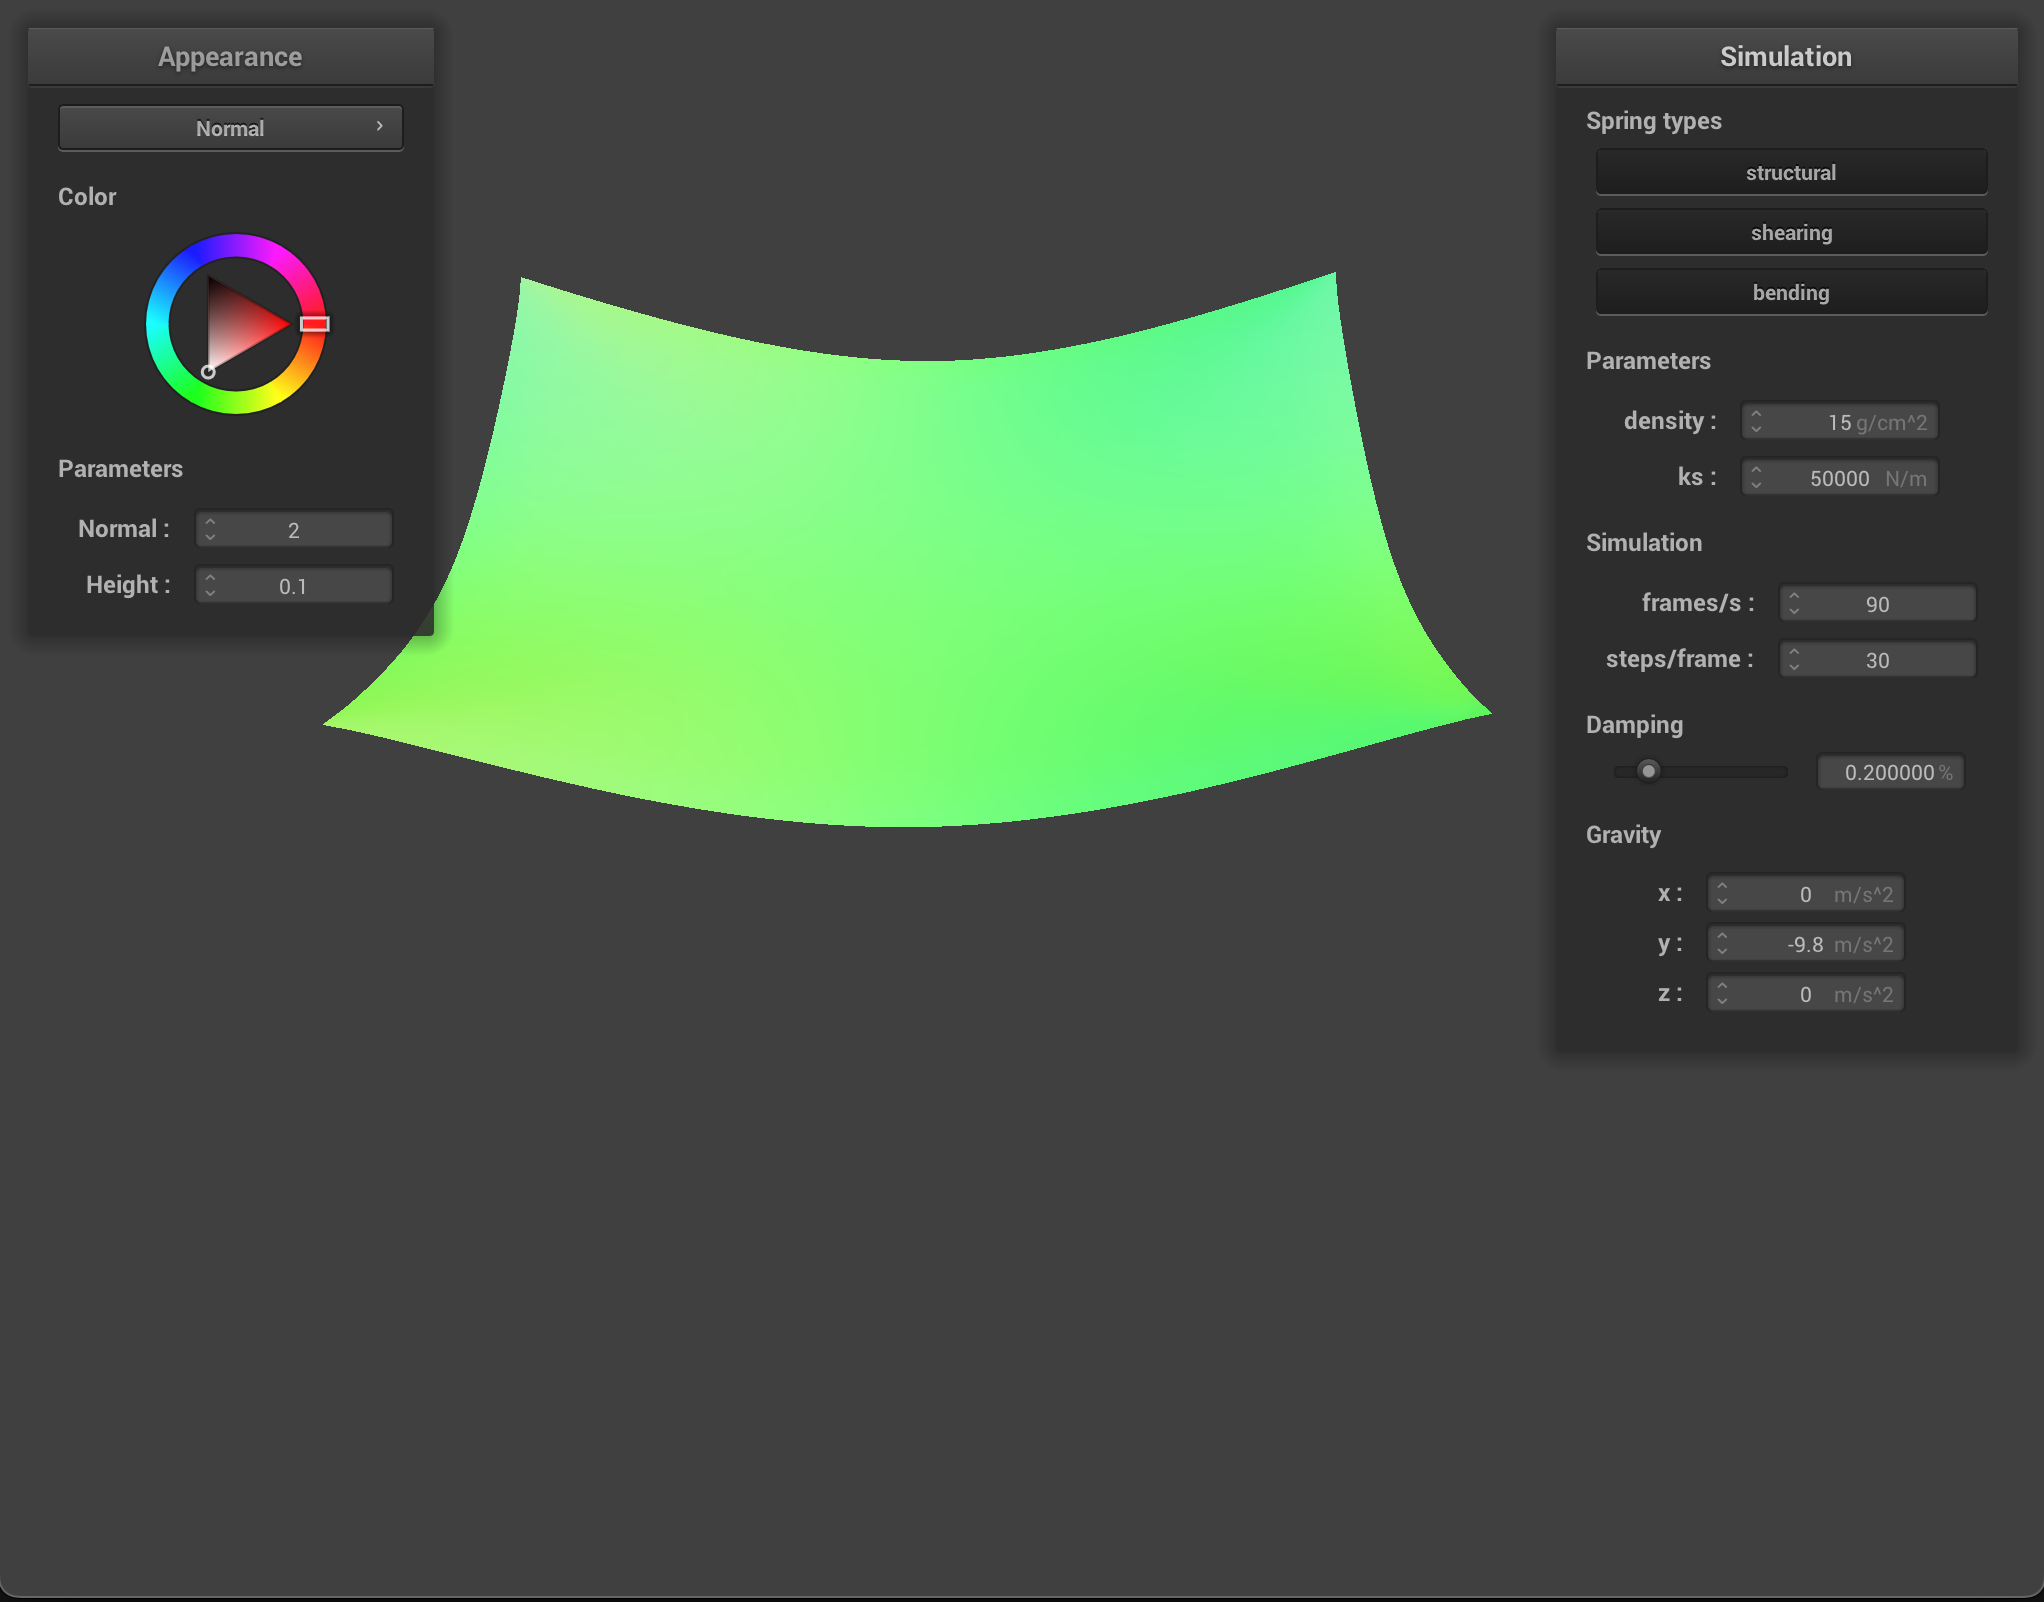 Appearance
Normal
Color
Parameters
Normal : 2
Height : 0.1
Simulation
Spring types
structural
shearing
bending
Parameters
density : 15 g/cm^2
ks : 50000 N/m
Simulation
frames/s : 90
steps/frame : 30
Damping
0.200000 %
Gravity
x : 0 m/s^2
y : -9.8 m/s^2
z : 0 m/s^2